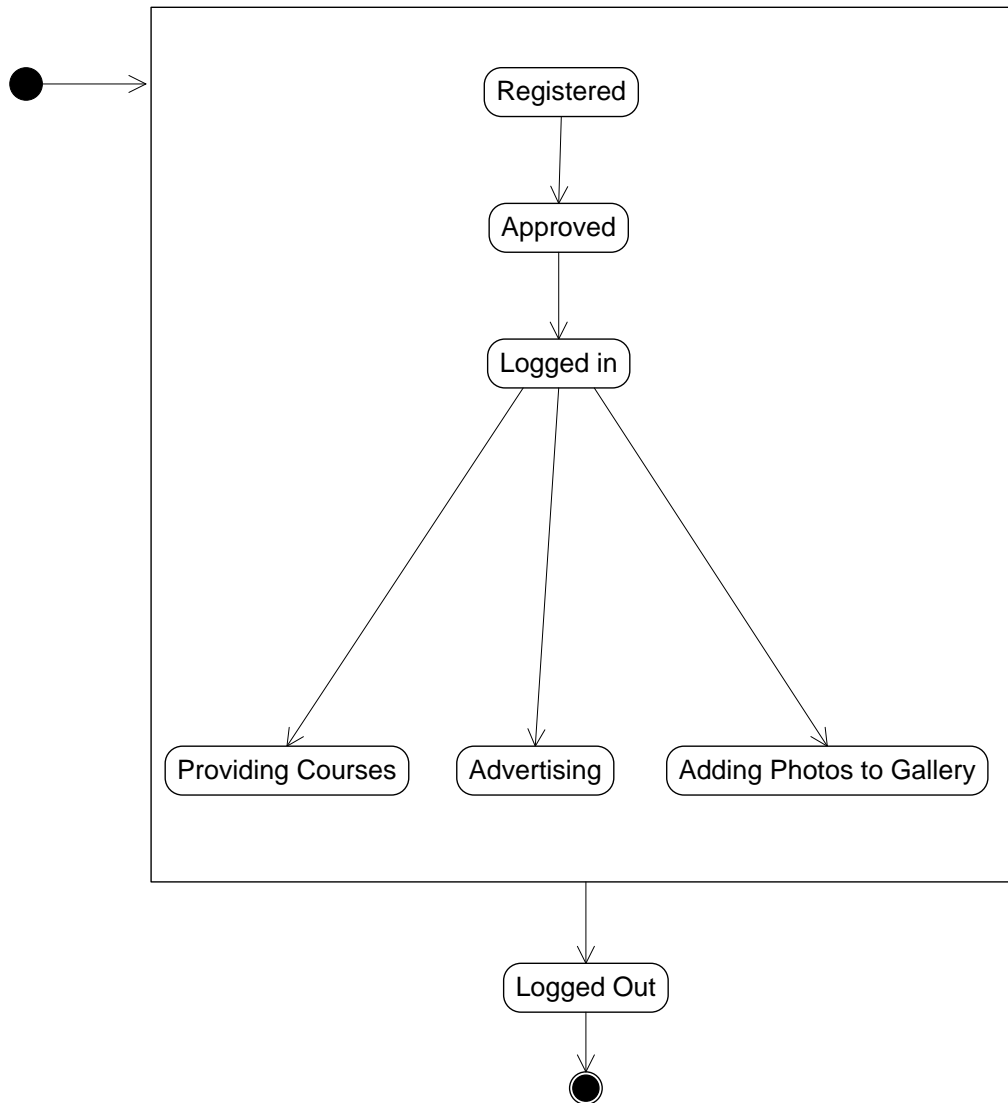 Registered
Approved
Logged in
Providing Courses
Advertising
Adding Photos to Gallery
Logged Out